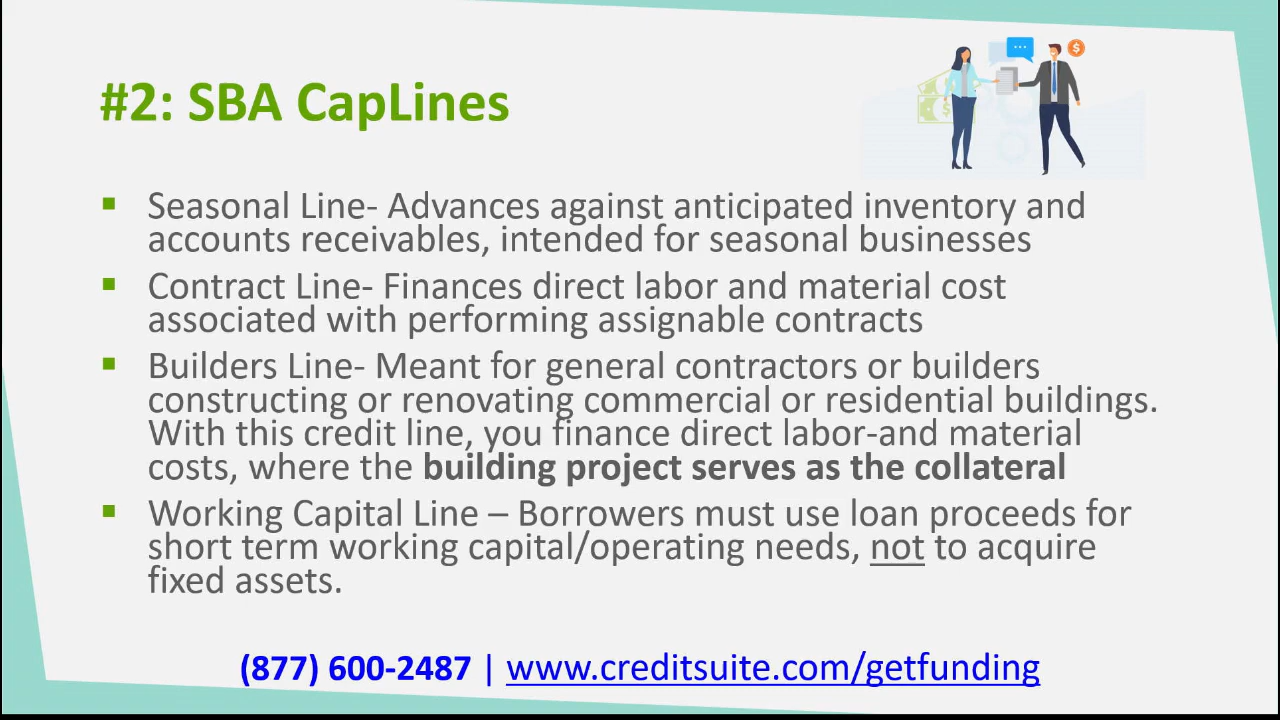 #2: SBA CapLines
▪ Seasonal Line- Advances against anticipated inventory and
accounts receivables, intended for seasonal businesses
▪ Contract Line- Finances direct labor and material cost
associated with performing assignable contracts
▪ Builders Line- Meant for general contractors or builders
constructing or renovating commercial or residential buildings.
With this credit line, you finance direct labor-and material
costs, where the building project serves as the collateral
▪ Working Capital Line – Borrowers must use loan proceeds for
short term working capital/operating needs, not to acquire
fixed assets.
(877) 600-2487 | www.creditsuite.com/getfunding